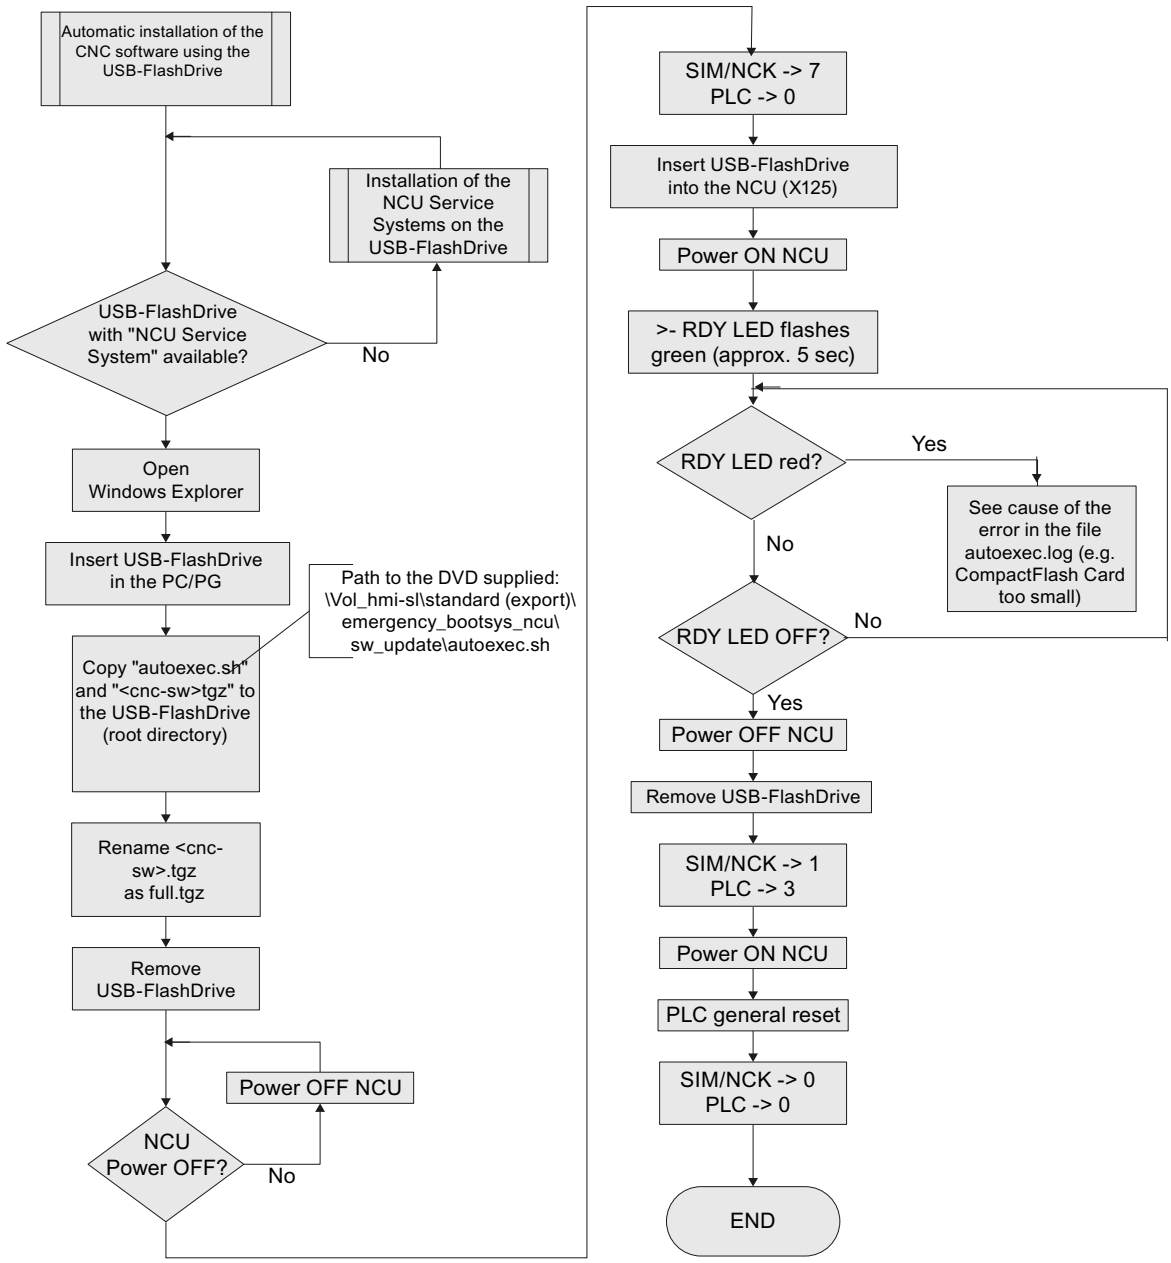 Automatic installation of the
CNC software using the
USB-FlashDrive
Installation of the
NCU Service
Systems on the
USB-FlashDrive
USB-FlashDrive
with "NCU Service
System" available?
No
Open
Windows Explorer
Insert USB-FlashDrive
in the PC/PG
Path to the DVD supplied:
\Vol_hmi-sl\standard (export)\
emergency_bootsys_ncu\
sw_update\autoexec.sh
Copy "autoexec.sh"
and "<cnc-sw>tgz" to
the USB-FlashDrive
(root directory)
Rename <cnc-
sw>.tgz
as full.tgz
Remove
USB-FlashDrive
Power OFF NCU
NCU
Power OFF?
No
SIM/NCK -> 7
PLC -> 0
Insert USB-FlashDrive
into the NCU (X125)
Power ON NCU
>- RDY LED flashes
green (approx. 5 sec)
RDY LED red?
Yes
See cause of the
error in the file
autoexec.log (e.g.
CompactFlash Card
too small)
No
RDY LED OFF?
No
Yes
Power OFF NCU
Remove USB-FlashDrive
SIM/NCK -> 1
PLC -> 3
Power ON NCU
PLC general reset
SIM/NCK -> 0
PLC -> 0
END